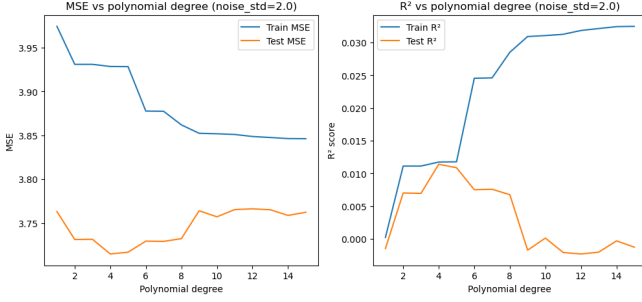 MSE vs polynomial degree (noise_std=2.0)
Train MSE
Test MSE
3.95
3.90
3.85
3.80
3.75
MSE
2 4 6 8 10 12 14
Polynomial degree
R² vs polynomial degree (noise_std=2.0)
Train R²
Test R²
0.030
0.025
0.020
0.015
0.010
0.005
0.000
R² score
2 4 6 8 10 12 14
Polynomial degree